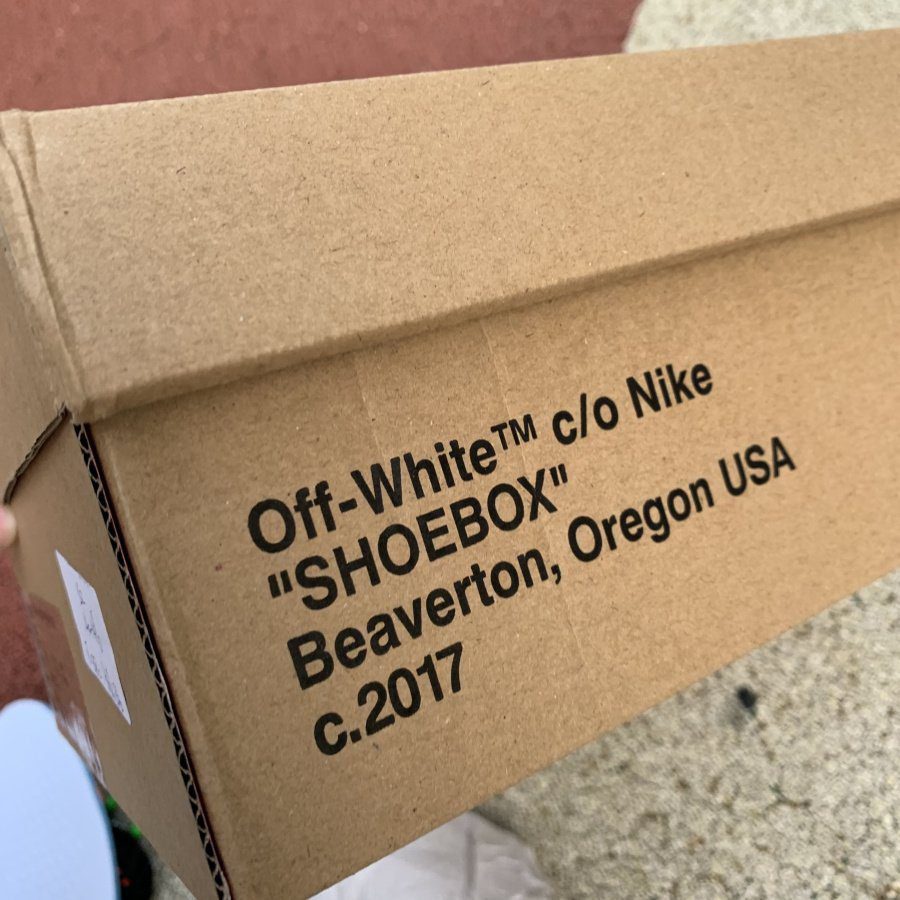 Off-White™ c/o Nike
"SHOEBOX"
Beaverton, Oregon USA
c.2017